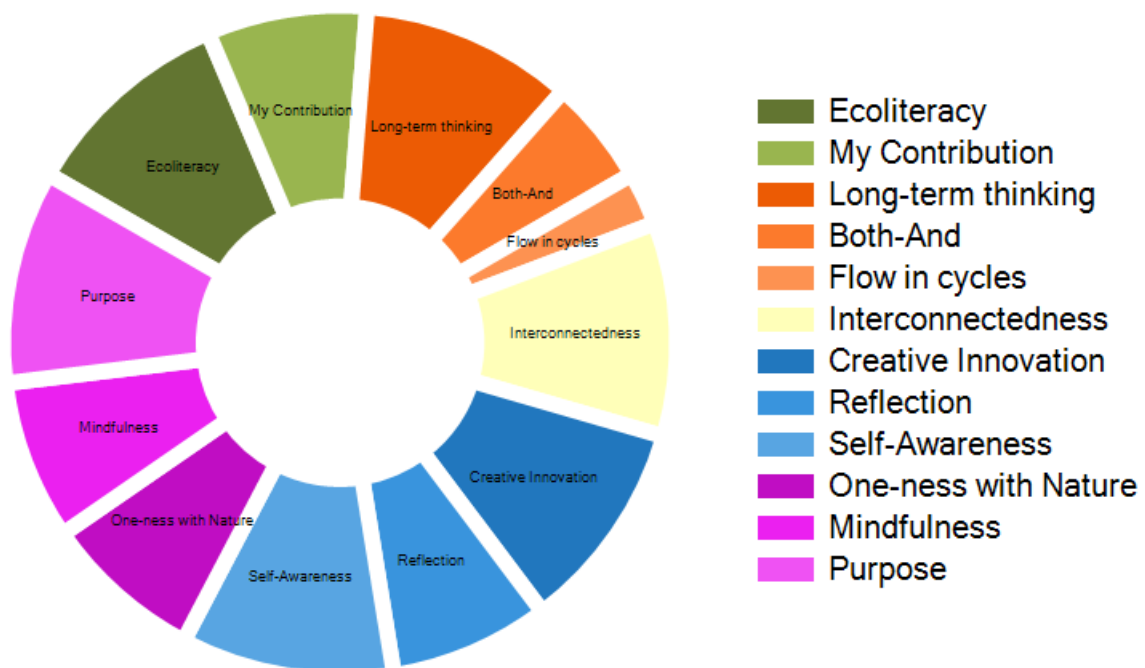 My Contribution
Long-term thinking
Ecoliteracy
Both-And
Flow in cycles
Purpose
Interconnectedness
Mindfulness
Creative Innovation
One-ness with Nature
Reflection
Self-Awareness
Ecoliteracy
My Contribution
Long-term thinking
Both-And
Flow in cycles
Interconnectedness
Creative Innovation
Reflection
Self-Awareness
One-ness with Nature
Mindfulness
Purpose